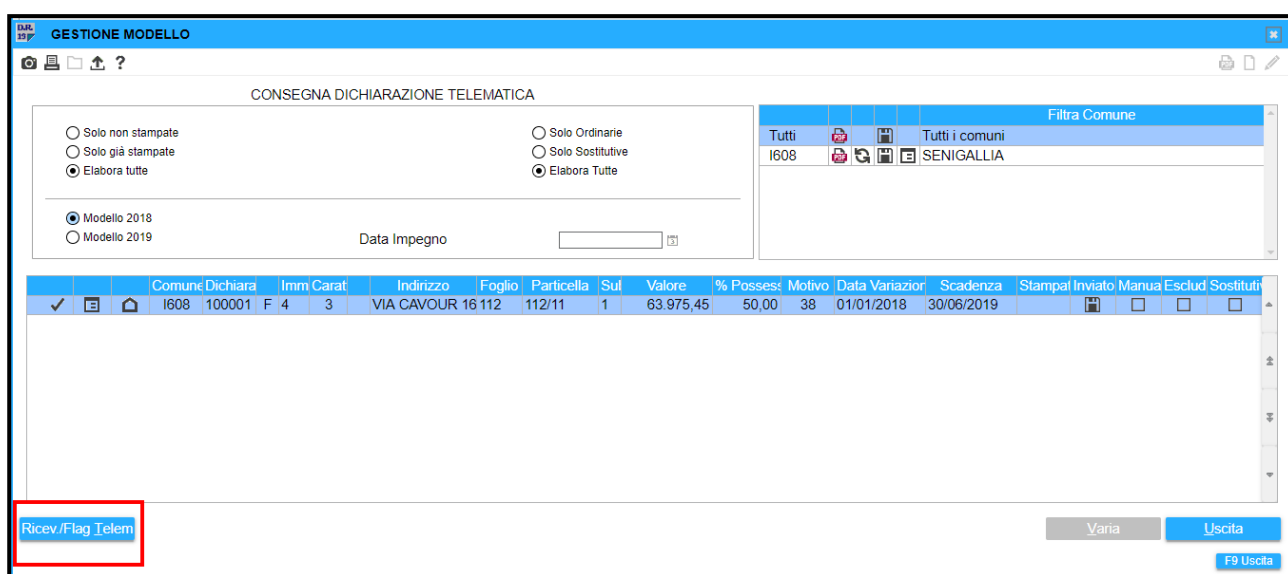 GESTIONE MODELLO
?
CONSEGNA DICHIARAZIONE TELEMATICA
Solo non stampate
Solo già stampate
Elabora tutte
Solo Ordinarie
Solo Sostitutive
Elabora Tutte
Modello 2018
Modello 2019
Data Impegno
Filtra Comune
Tutti Tutti i comuni
I608 SENIGALLIA
Comune Dichiara Imm Carat Indirizzo Foglio Particella Sul Valore % Possess Motivo Data Variazior Scadenza Stampat Inviato Manua Esclud Sostitutiv
I608 100001 F 4 3 VIA CAVOUR 16 112 112/11 1 63.975,45 50,00 38 01/01/2018 30/06/2019
Ricev./Flag Telem
Varia
Uscita
F9 Uscita